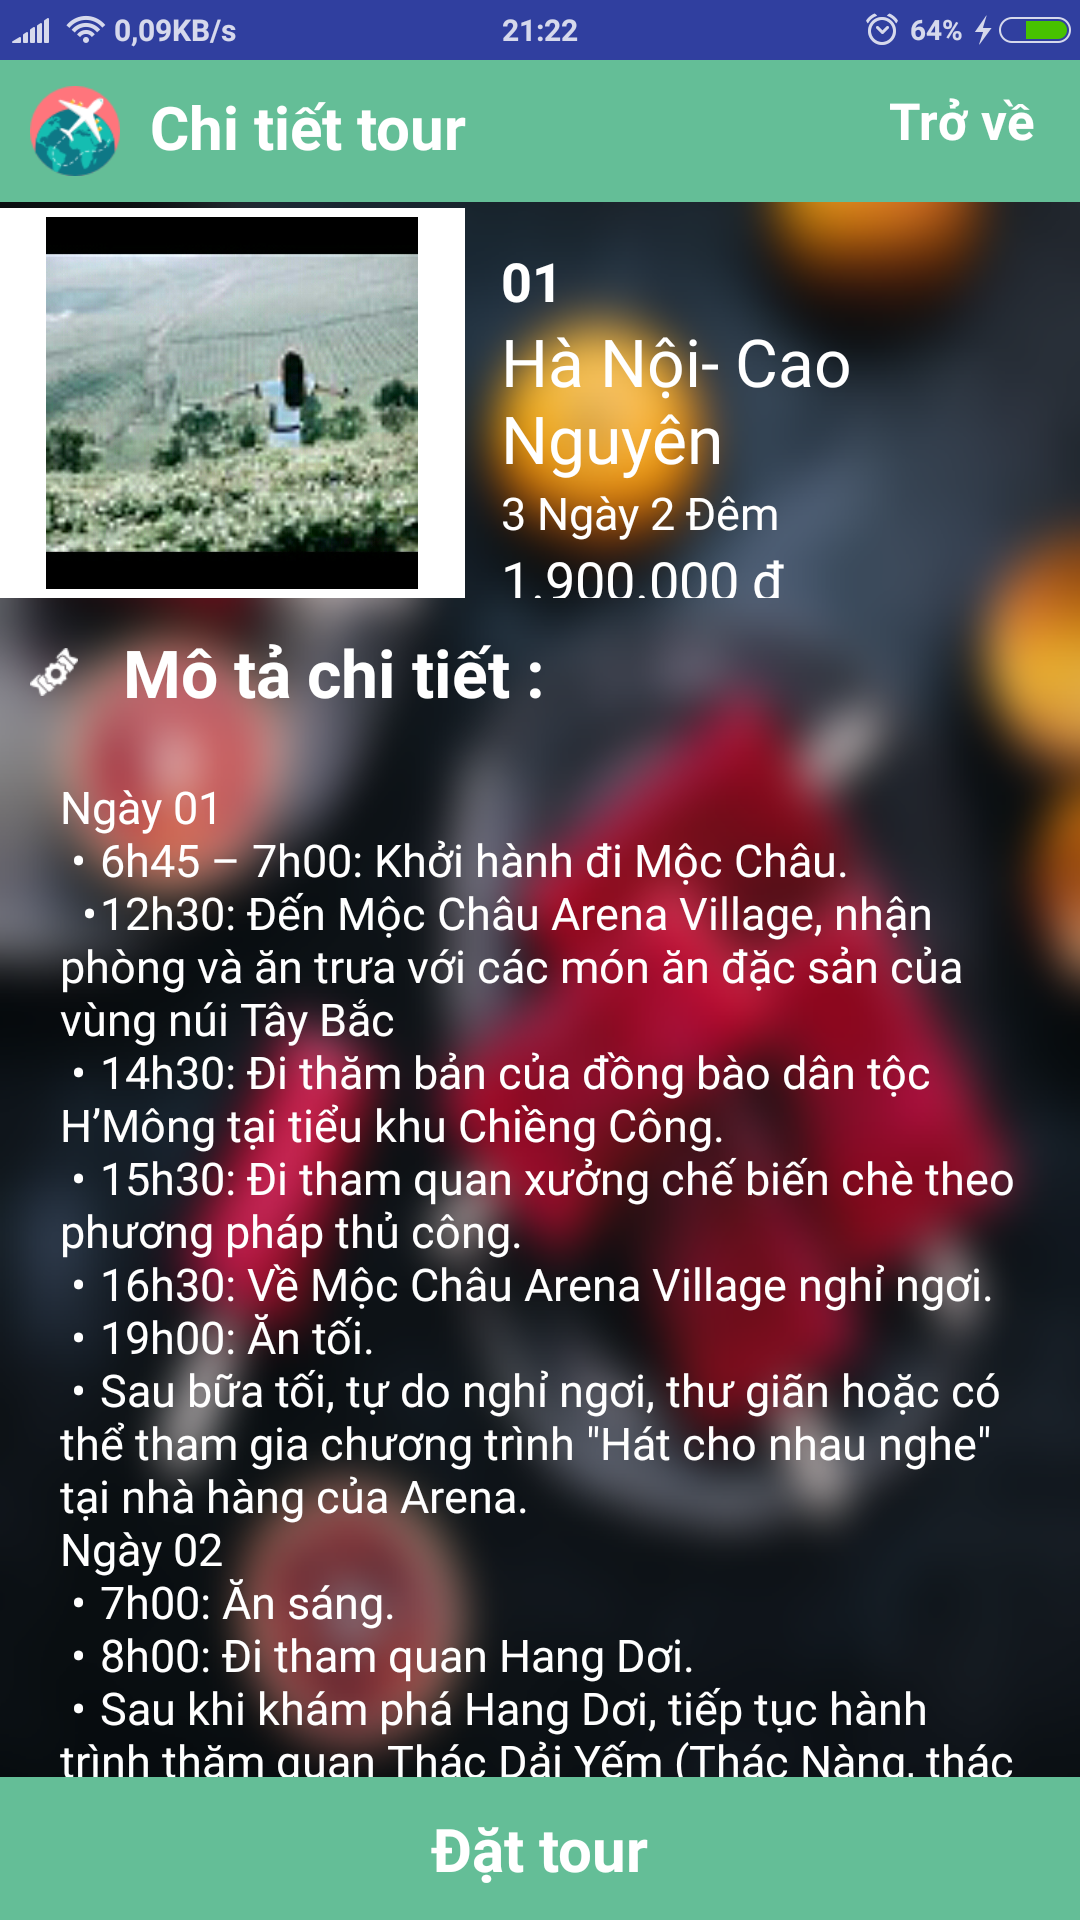 0,09KB/s
21:22
64%
Chi tiết tour
Trở về
01
Hà Nội- Cao
Nguyên
3 Ngày 2 Đêm
1.900.000 đ
Mô tả chi tiết :
Ngày 01
• 6h45 – 7h00: Khởi hành đi Mộc Châu.
•12h30: Đến Mộc Châu Arena Village, nhận
phòng và ăn trưa với các món ăn đặc sản của
vùng núi Tây Bắc
• 14h30: Đi thăm bản của đồng bào dân tộc
H’Mông tại tiểu khu Chiềng Công.
• 15h30: Đi tham quan xưởng chế biến chè theo
phương pháp thủ công.
• 16h30: Về Mộc Châu Arena Village nghỉ ngơi.
• 19h00: Ăn tối.
• Sau bữa tối, tự do nghỉ ngơi, thư giãn hoặc có
thể tham gia chương trình "Hát cho nhau nghe"
tại nhà hàng của Arena.
Ngày 02
• 7h00: Ăn sáng.
• 8h00: Đi tham quan Hang Dơi.
• Sau khi khám phá Hang Dơi, tiếp tục hành
trình thăm quan Thác Dải Yếm (Thác Nàng, thác
Đặt tour